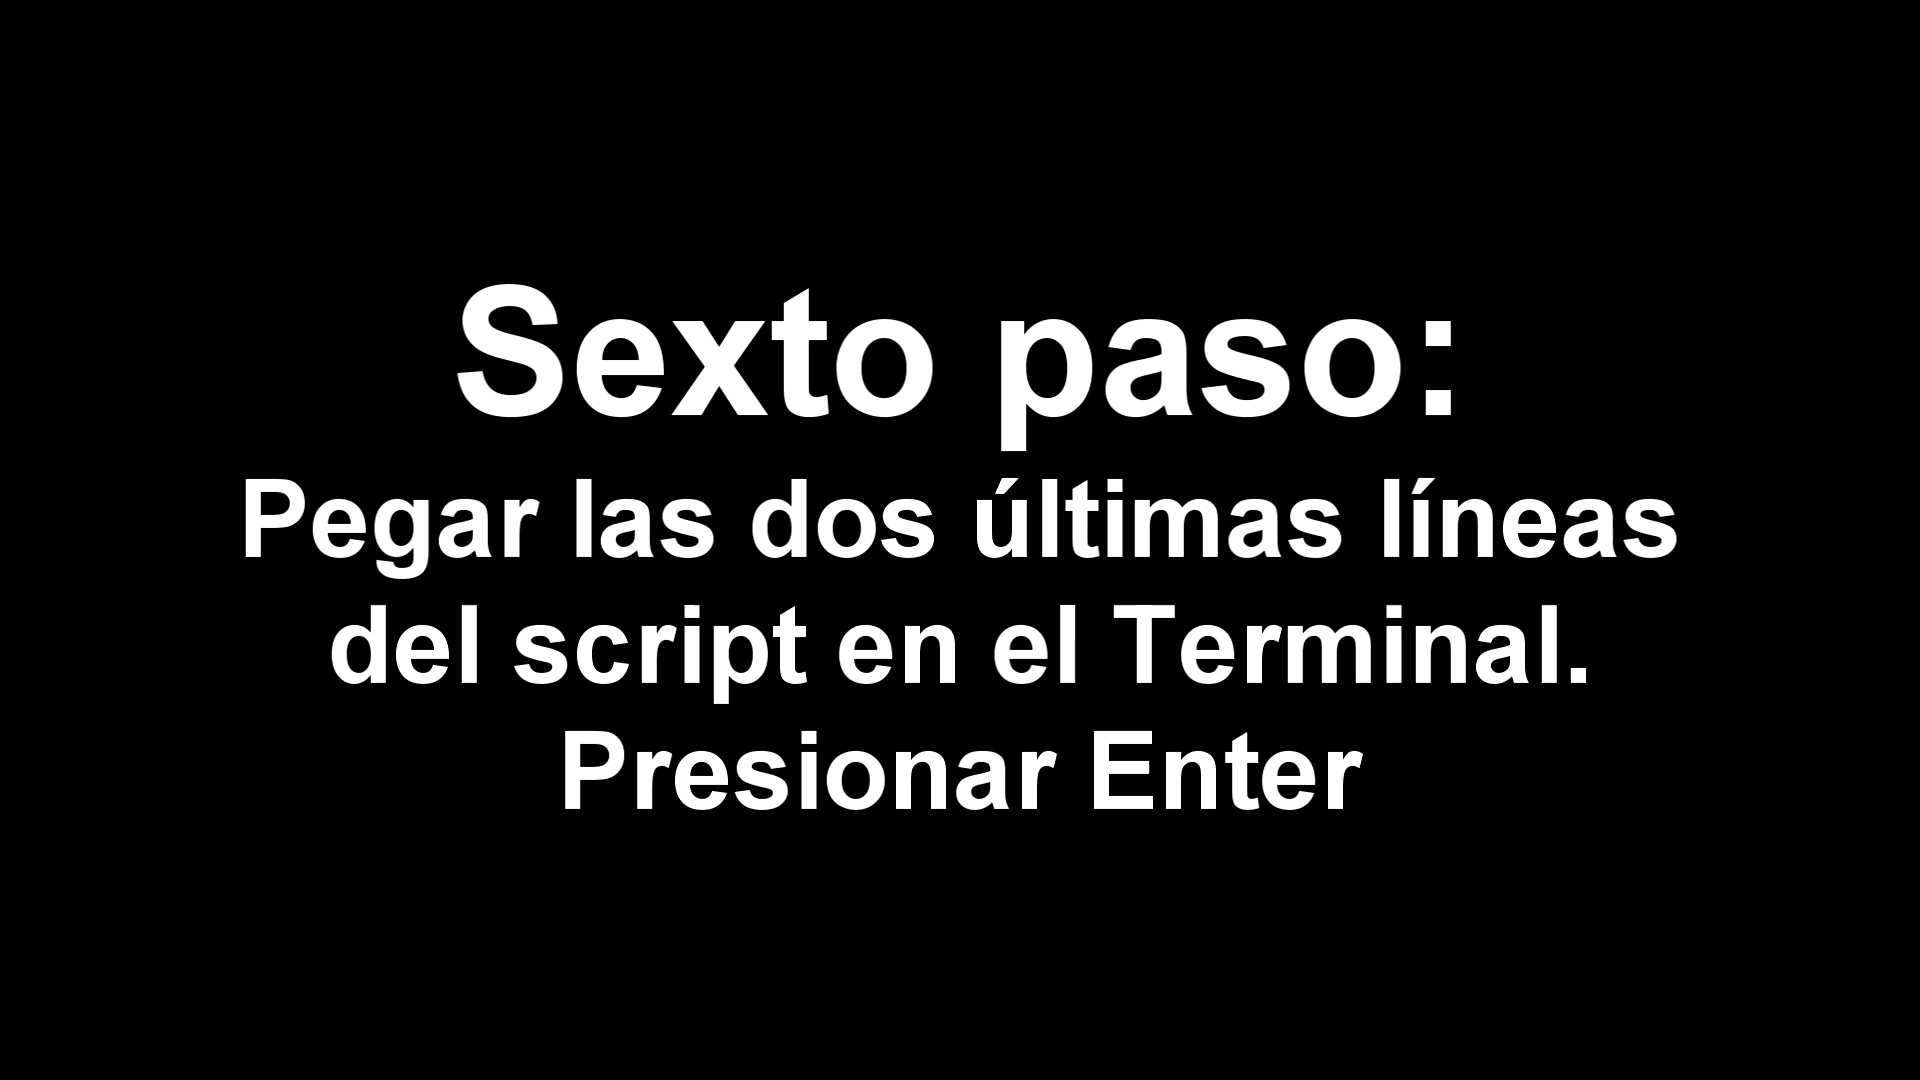 Sexto paso:
Pegar las dos últimas líneas
del script en el Terminal.
Presionar Enter